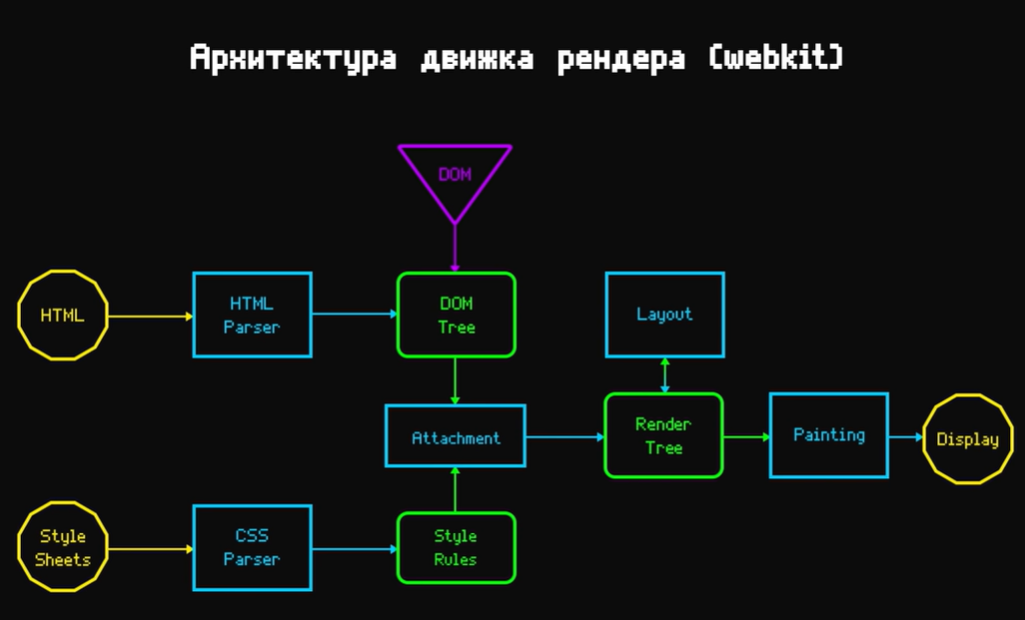 Архитектура движка рендера (webkit)
DOM
HTML
HTML
Parser
DOM
Tree
Layout
Attachment
Render
Tree
Painting
Display
Style
Sheets
CSS
Parser
Style
Rules